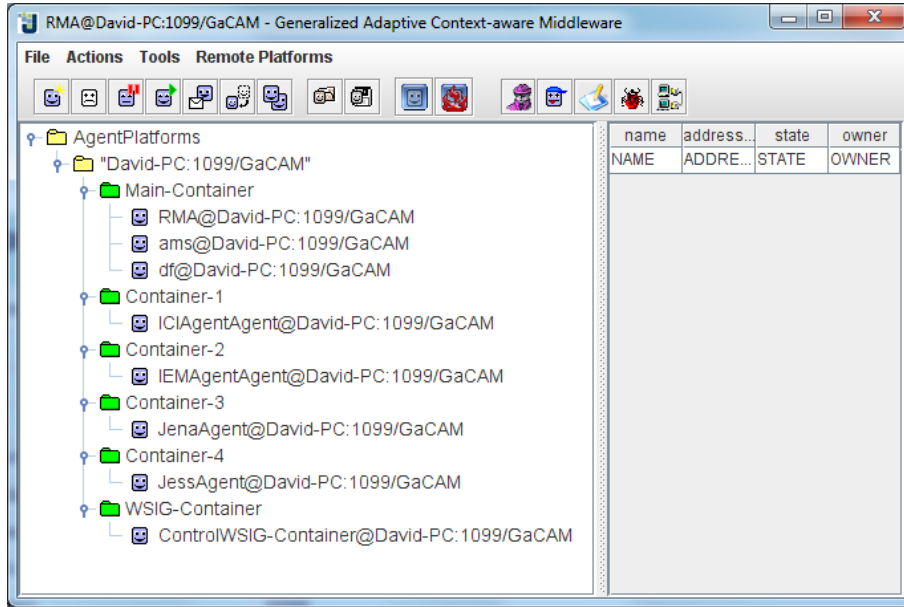 RMA@David-PC:1099/GaCAM - Generalized Adaptive Context-aware Middleware
File Actions Tools Remote Platforms
AgentPlatforms
"David-PC:1099/GaCAM"
Main-Container
RMA@David-PC:1099/GaCAM
ams@David-PC:1099/GaCAM
df@David-PC:1099/GaCAM
Container-1
ICIAgentAgent@David-PC:1099/GaCAM
Container-2
IEMAgentAgent@David-PC:1099/GaCAM
Container-3
JenaAgent@David-PC:1099/GaCAM
Container-4
JessAgent@David-PC:1099/GaCAM
WSIG-Container
ControlWSIG-Container@David-PC:1099/GaCAM
name address... state owner
NAME ADDRE... STATE OWNER